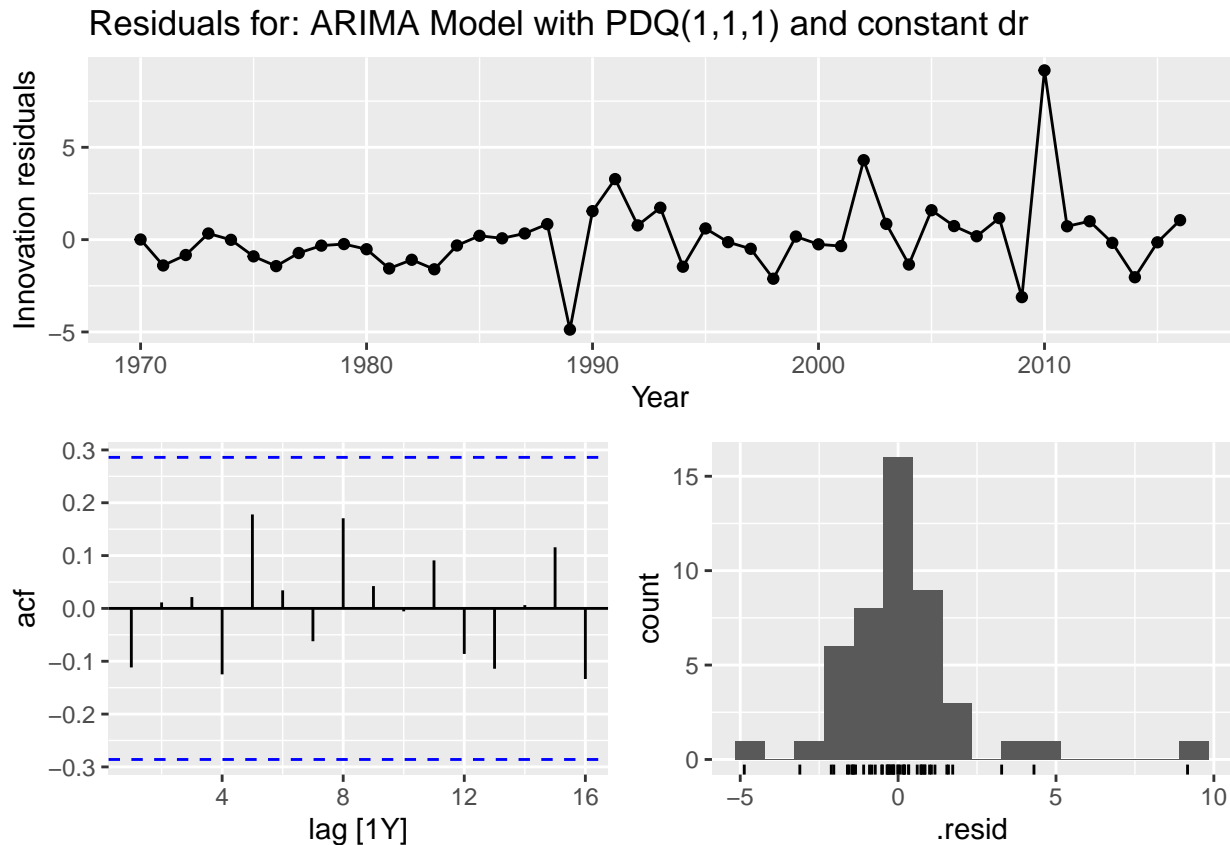 Residuals for: ARIMA Model with PDQ(1,1,1) and constant dr
Innovation residuals
5
0
−5
1970 1980 1990 2000 2010
Year
acf
0.3
0.2
0.1
0.0
−0.1
−0.2
−0.3
4 8 12 16
lag [1Y]
count
15
10
5
0
−5 0 5 10
.resid